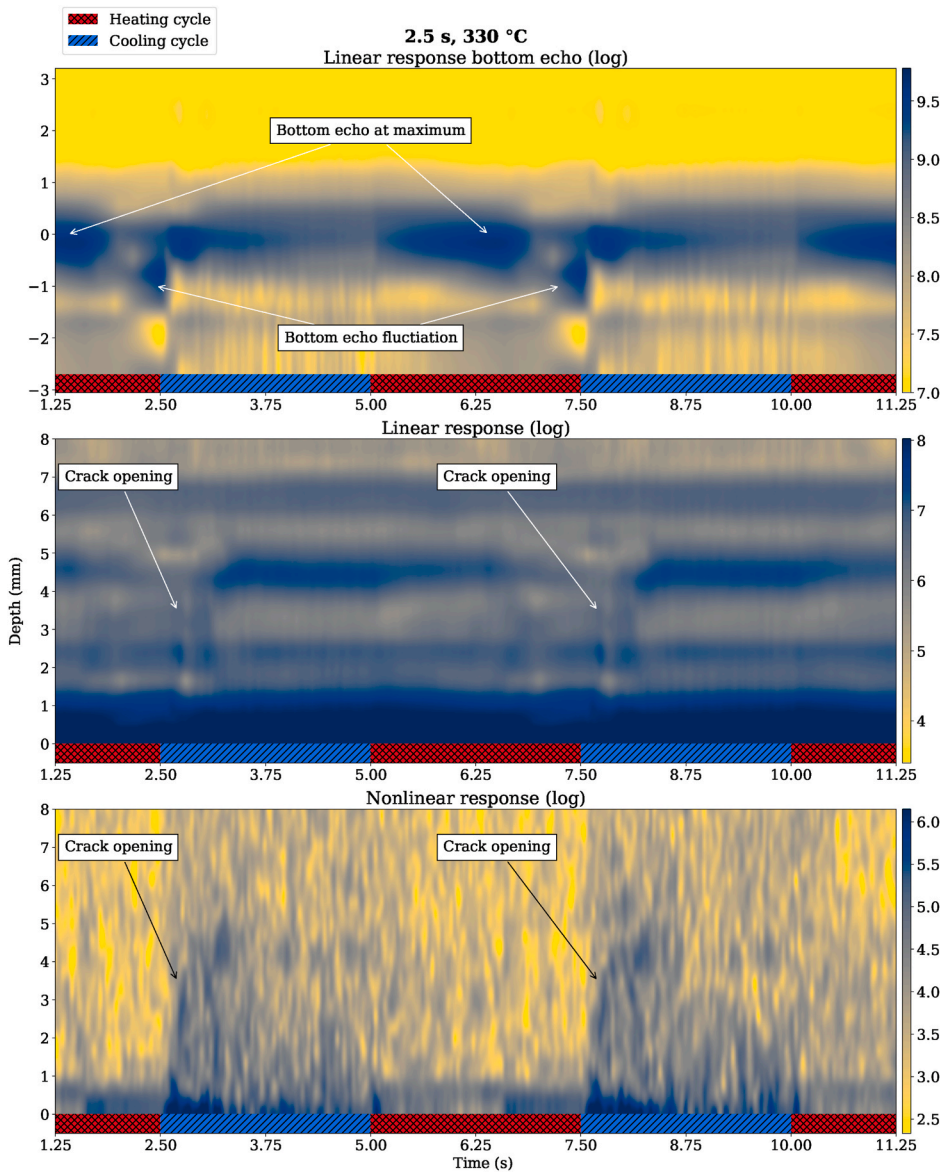 Heating cycle
Cooling cycle
2.5 s, 330 °C
Linear response bottom echo (log)
3
2
1
0
−1
−2
−3
Bottom echo at maximum
Bottom echo fluctiation
9.5
9.0
8.5
8.0
7.5
7.0
1.25 2.50 3.75 5.00 6.25 7.50 8.75 10.00 11.25
Linear response (log)
8
7
6
5
4
3
2
1
0
Depth (mm)
Crack opening
Crack opening
8
7
6
5
4
1.25 2.50 3.75 5.00 6.25 7.50 8.75 10.00 11.25
Nonlinear response (log)
8
7
6
5
4
3
2
1
0
Crack opening
Crack opening
6.0
5.5
5.0
4.5
4.0
3.5
3.0
2.5
1.25 2.50 3.75 5.00 6.25 7.50 8.75 10.00 11.25
Time (s)